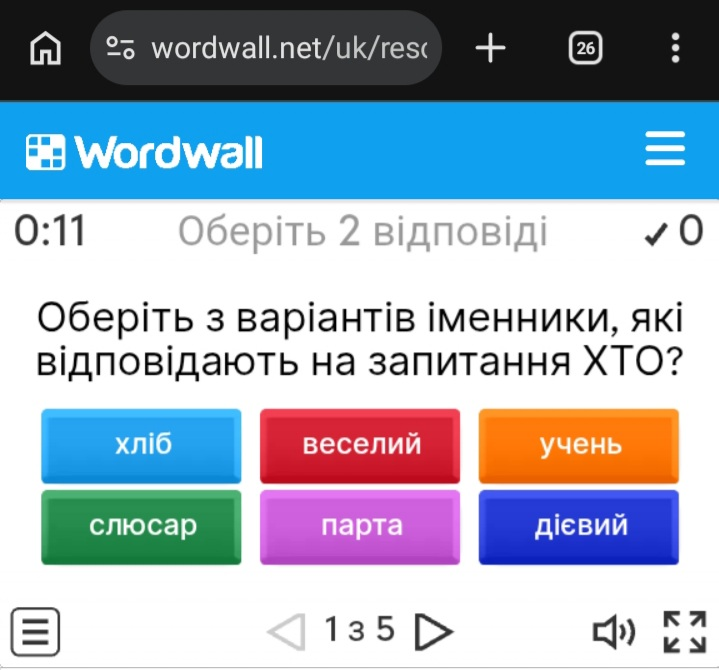 wordwall.net/uk/reso
26
Wordwall
0:11 Оберіть 2 відповіді 0
Оберіть з варіантів іменники, які
відповідають на запитання ХТО?
хліб веселий учень
слюсар парта дієвий
1 з 5